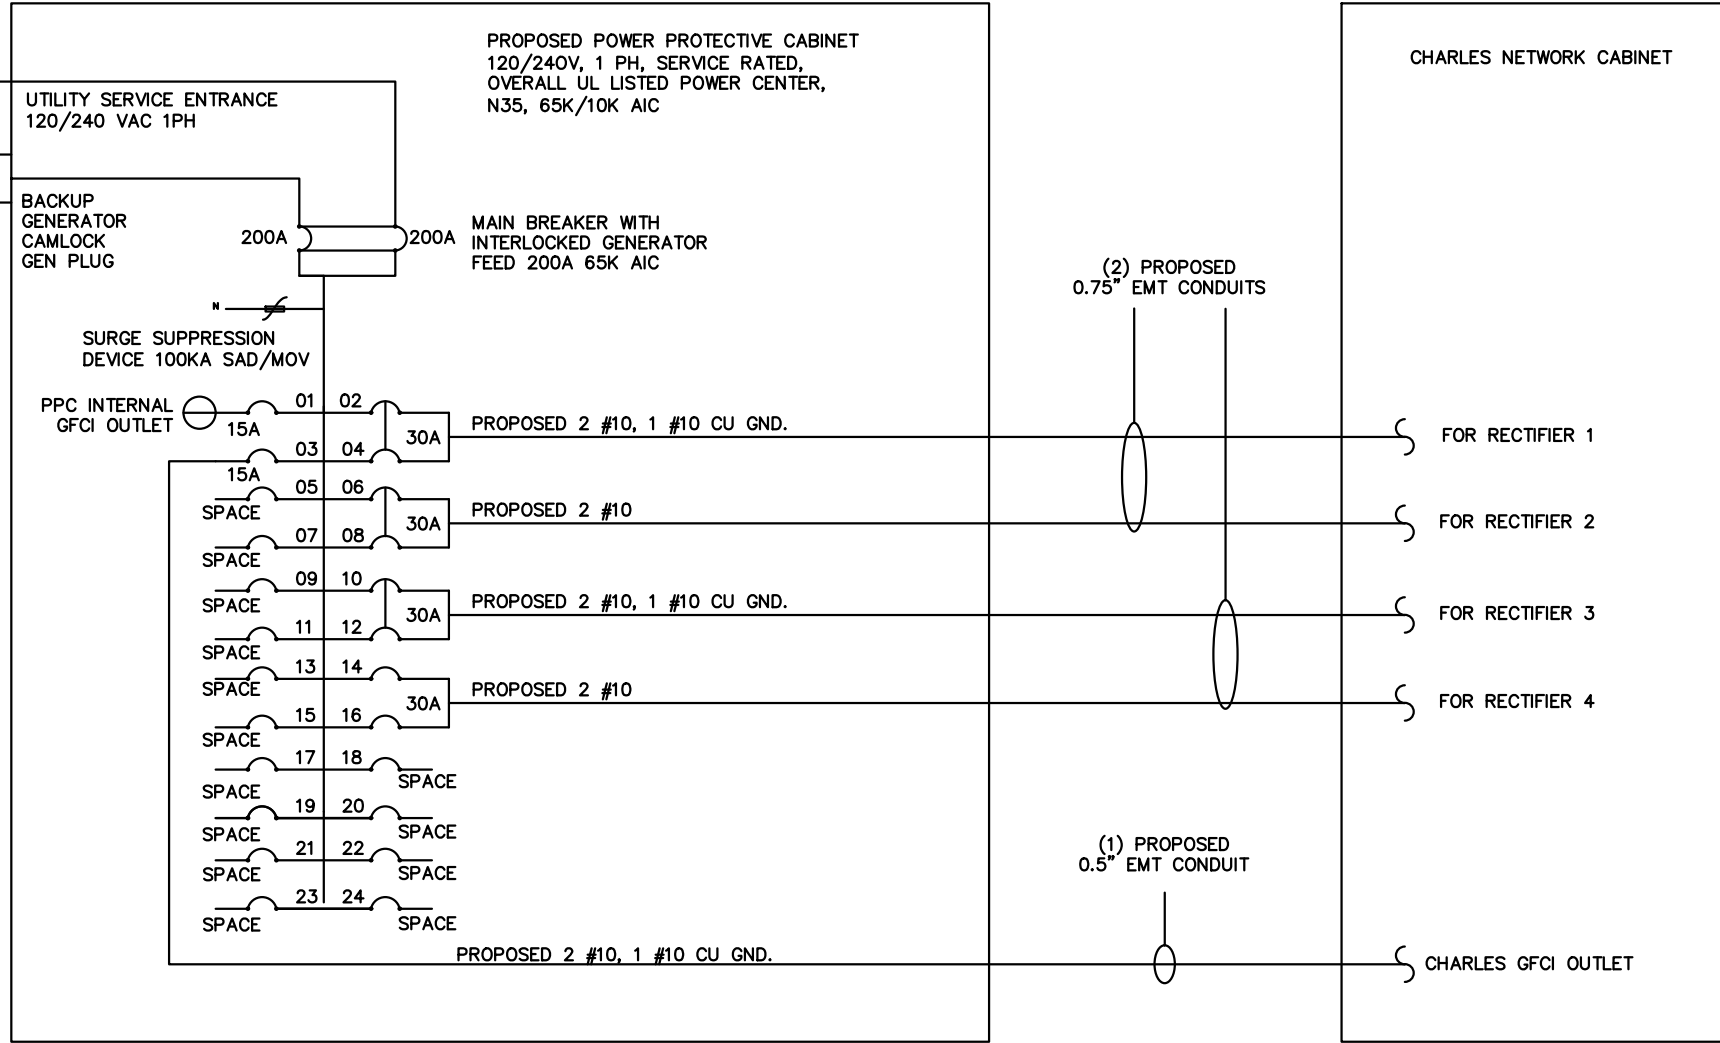 PROPOSED POWER PROTECTIVE CABINET
120/240V, 1 PH, SERVICE RATED,
OVERALL UL LISTED POWER CENTER,
N35, 65K/10K AIC
CHARLES NETWORK CABINET
UTILITY SERVICE ENTRANCE
120/240 VAC 1PH
BACKUP
GENERATOR
CAMLOCK
GEN PLUG
200A
200A
MAIN BREAKER WITH
INTERLOCKED GENERATOR
FEED 200A 65K AIC
(2) PROPOSED
0.75" EMT CONDUITS
N
SURGE SUPPRESSION
DEVICE 100KA SAD/MOV
PPC INTERNAL
GFCI OUTLET
15A
01 02
30A
PROPOSED 2 #10, 1 #10 CU GND.
FOR RECTIFIER 1
03 04
15A
05 06
SPACE
30A
PROPOSED 2 #10
FOR RECTIFIER 2
07 08
SPACE
09 10
SPACE
30A
PROPOSED 2 #10, 1 #10 CU GND.
FOR RECTIFIER 3
11 12
SPACE
13 14
SPACE
30A
PROPOSED 2 #10
FOR RECTIFIER 4
15 16
SPACE
17 18
SPACE
SPACE
19 20
SPACE
SPACE
21 22
SPACE
SPACE
23 24
SPACE
SPACE
(1) PROPOSED
0.5" EMT CONDUIT
PROPOSED 2 #10, 1 #10 CU GND.
CHARLES GFCI OUTLET